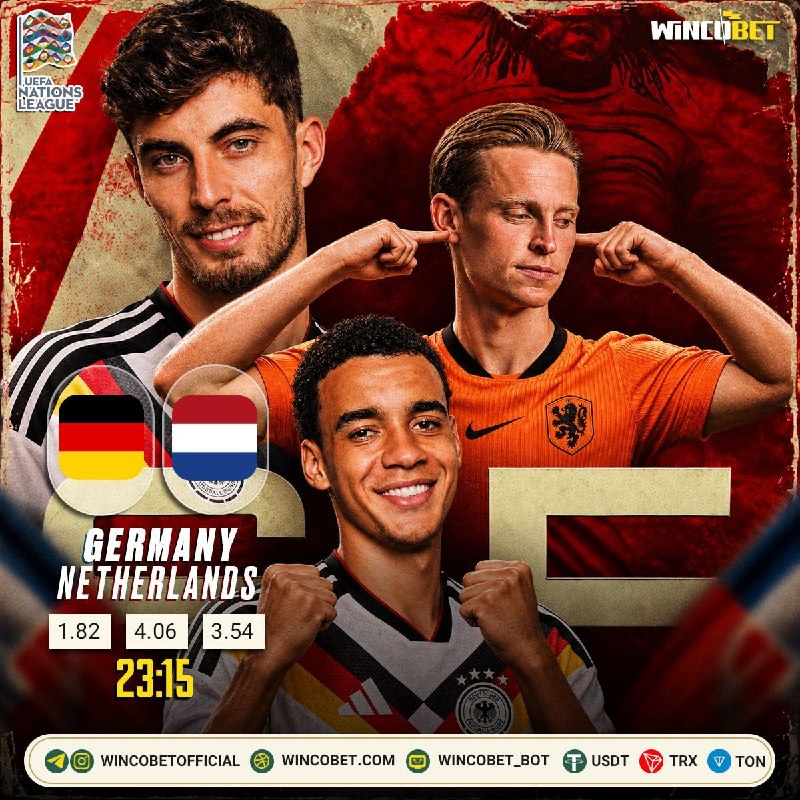 UEFA
NATIONS
LEAGUE
WINCOBET
GERMANY
NETHERLANDS
1.82 4.06 3.54
23:15
WINCOBETOFFICIAL WINCOBET.COM WINCOBET_BOT USDT TRX TON